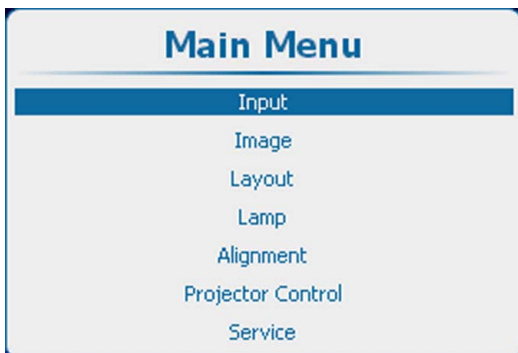 Main Menu
Input
Image
Layout
Lamp
Alignment
Projector Control
Service